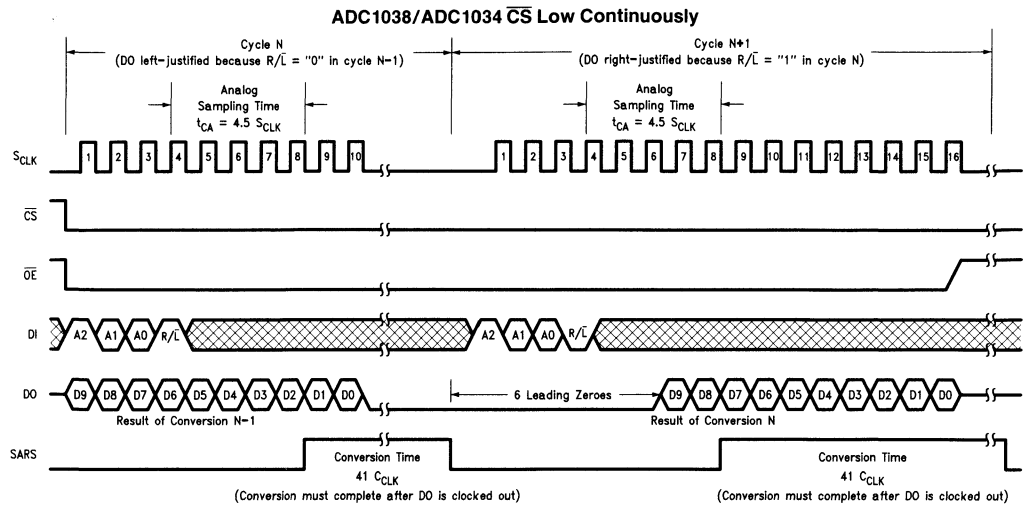 ADC1038/ADC1034 C̅S̅ Low Continuously
Cycle N
(DO left-justified because R/L̅ = "0" in cycle N-1)
Cycle N+1
(DO right-justified because R/L̅ = "1" in cycle N)
Analog
Sampling Time
tCA = 4.5 SCLK
Analog
Sampling Time
tCA = 4.5 SCLK
SCLK
1 2 3 4 5 6 7 8 9 10
1 2 3 4 5 6 7 8 9 10 11 12 13 14 15 16
C̅S̅
O̅E̅
DI
A2 A1 A0 R/L̅
A2 A1 A0 R/L̅
DO
D9 D8 D7 D6 D5 D4 D3 D2 D1 D0
6 Leading Zeroes
D9 D8 D7 D6 D5 D4 D3 D2 D1 D0
Result of Conversion N-1
Result of Conversion N
SARS
Conversion Time
41 CCLK
(Conversion must complete after DO is clocked out)
Conversion Time
41 CCLK
(Conversion must complete after DO is clocked out)